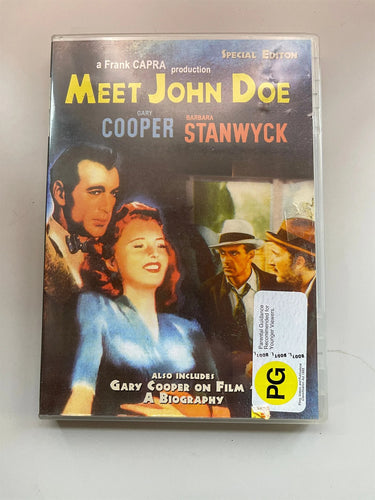 SPECIAL EDITON
a Frank CAPRA production
MEET JOHN DOE
GARY
COOPER
BARBARA
STANWYCK
ALSO INCLUDES
GARY COOPER ON FILM
A BIOGRAPHY
Parental Guidance
Recommended for
Younger Viewers.
PG